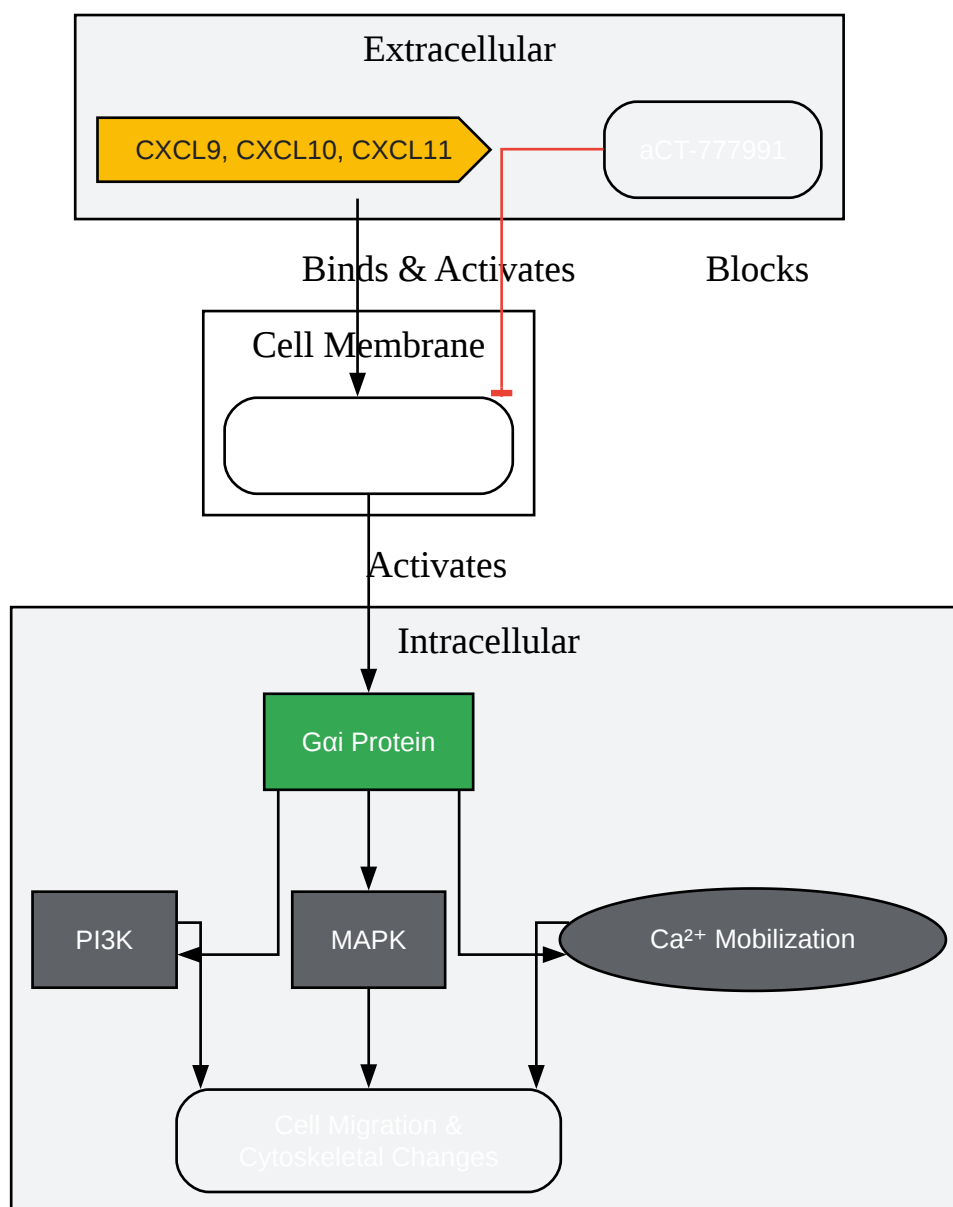 Extracellular
CXCL9, CXCL10, CXCL11
aCT-777991
Binds & Activates
Blocks
Cell Membrane
Activates
Intracellular
Gαi Protein
PI3K
MAPK
Ca²⁺ Mobilization
Cell Migration &
Cytoskeletal Changes